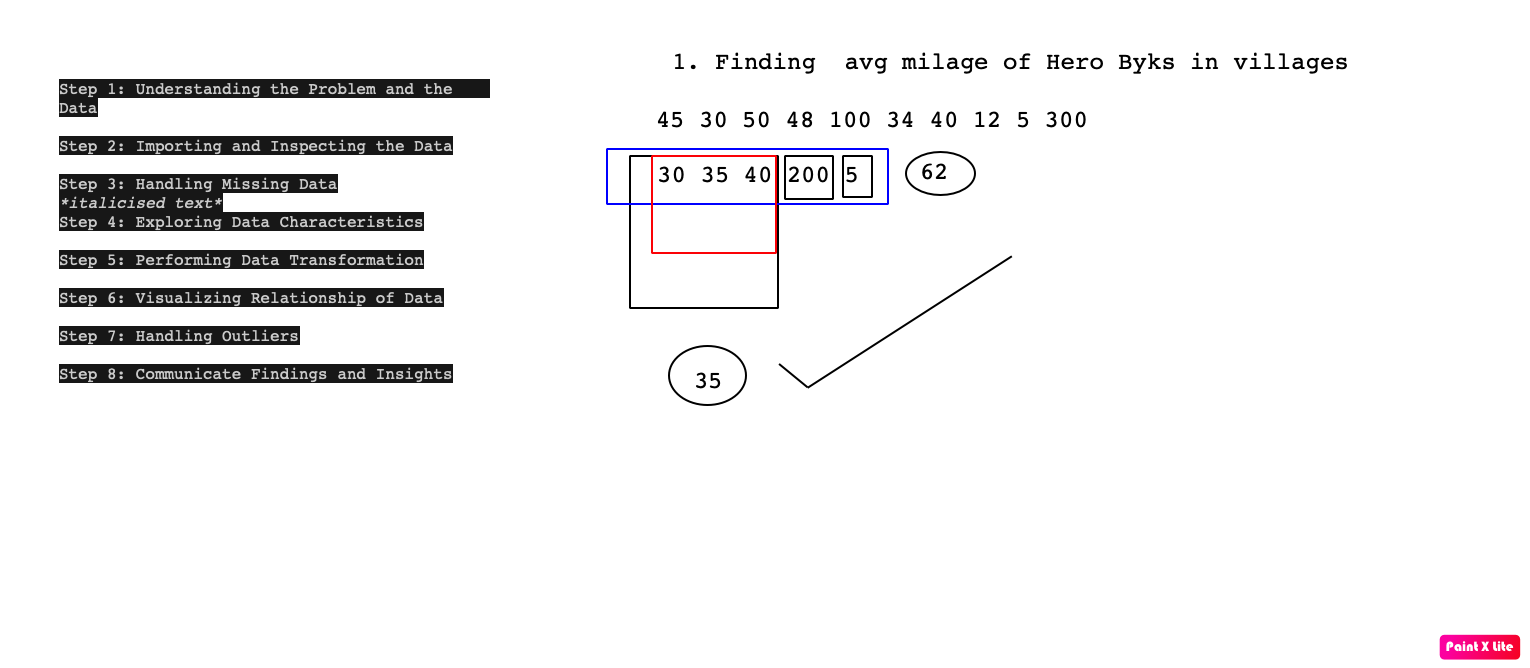 Step 1: Understanding the Problem and the
Data
Step 2: Importing and Inspecting the Data
Step 3: Handling Missing Data
*italicised text*
Step 4: Exploring Data Characteristics
Step 5: Performing Data Transformation
Step 6: Visualizing Relationship of Data
Step 7: Handling Outliers
Step 8: Communicate Findings and Insights
1. Finding  avg milage of Hero Byks in villages
45 30 50 48 100 34 40 12 5 300
30 35 40 200 5 62
35
Paint X Lite